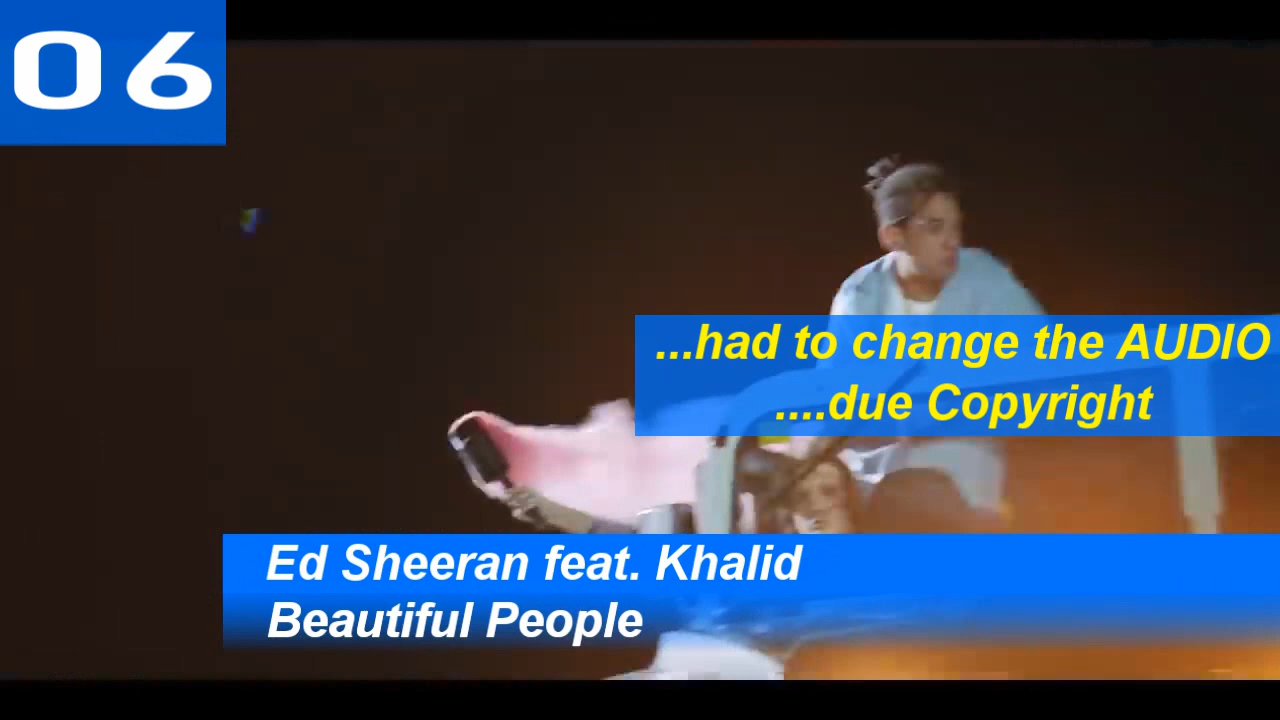 06
...had to change the AUDIO
....due Copyright
Ed Sheeran feat. Khalid
Beautiful People